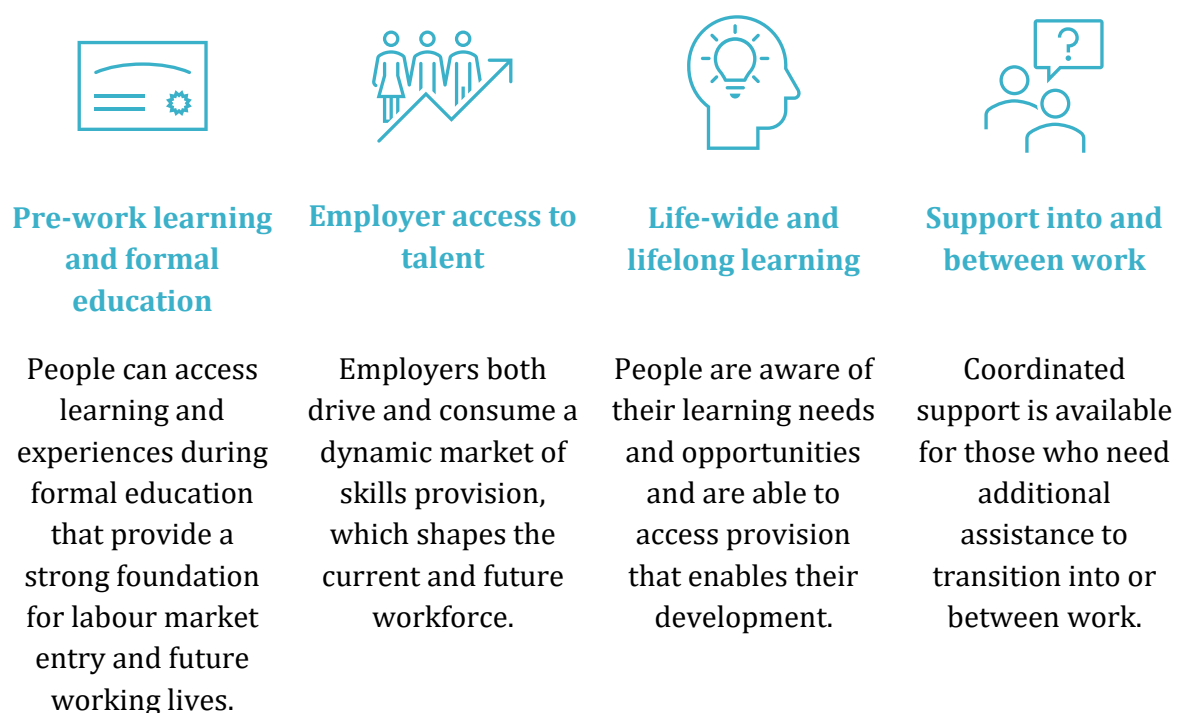 Pre-work learning
and formal
education
People can access
learning and
experiences during
formal education
that provide a
strong foundation
for labour market
entry and future
working lives.
Employer access to
talent
Employers both
drive and consume a
dynamic market of
skills provision,
which shapes the
current and future
workforce.
Life-wide and
lifelong learning
People are aware of
their learning needs
and opportunities
and are able to
access provision
that enables their
development.
?
Support into and
between work
Coordinated
support is available
for those who need
additional
assistance to
transition into or
between work.